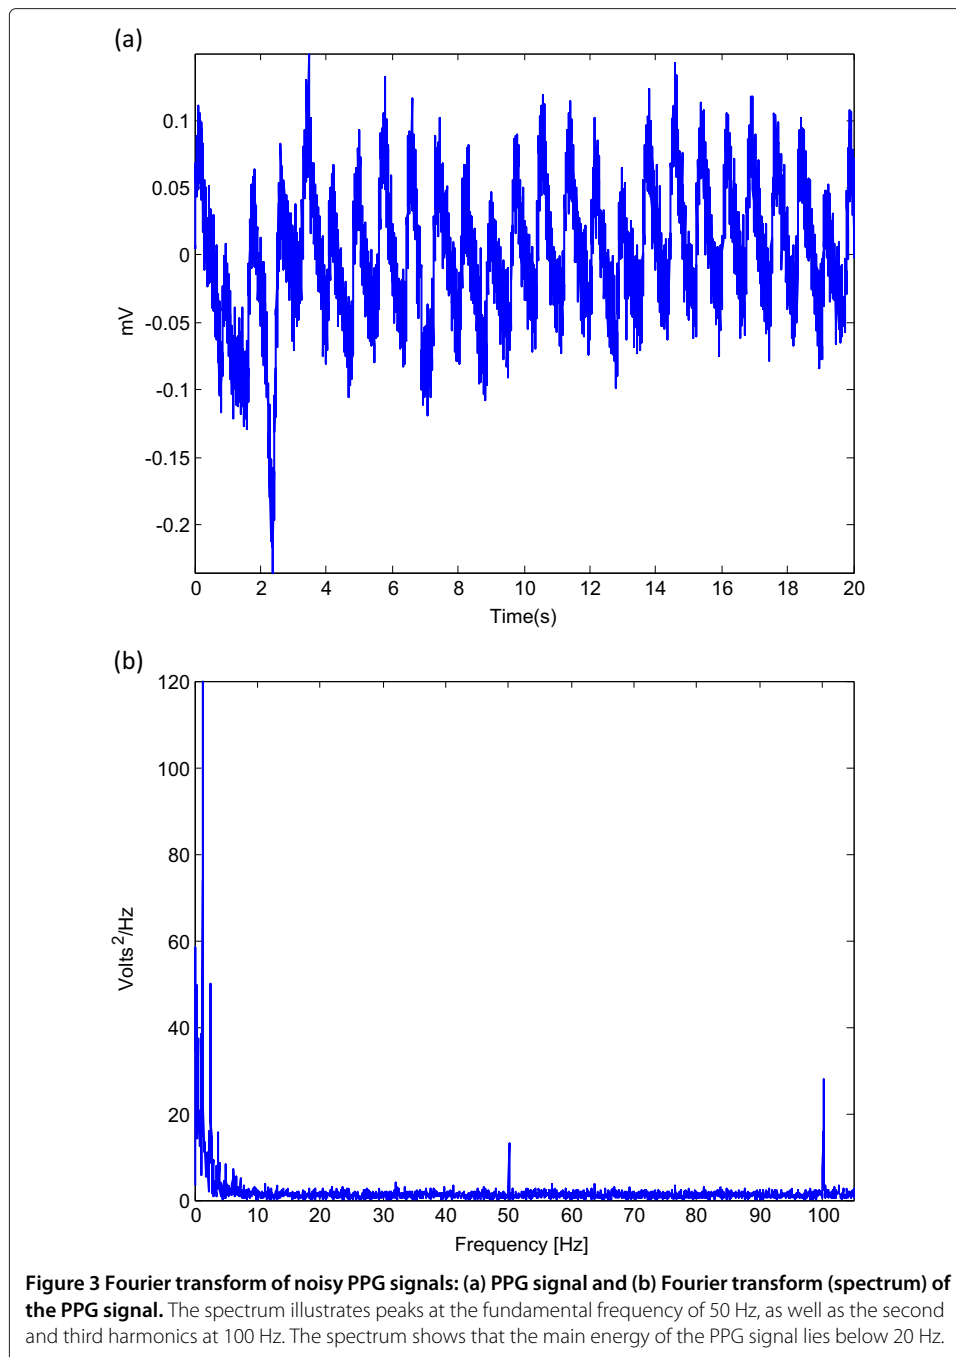 (a)
0.1
0.05
0
-0.05
-0.1
-0.15
-0.2
mV
0 2 4 6 8 10 12 14 16 18 20
Time(s)
(b)
120
100
80
60
40
20
0
Volts²/Hz
0 10 20 30 40 50 60 70 80 90 100
Frequency [Hz]
Figure 3 Fourier transform of noisy PPG signals: (a) PPG signal and (b) Fourier transform (spectrum) of
the PPG signal. The spectrum illustrates peaks at the fundamental frequency of 50 Hz, as well as the second
and third harmonics at 100 Hz. The spectrum shows that the main energy of the PPG signal lies below 20 Hz.